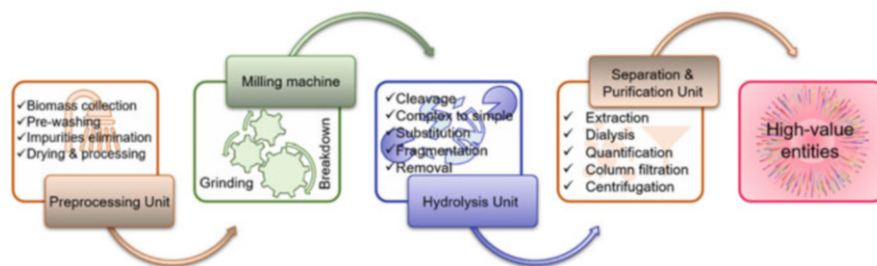 ✓Biomass collection
✓Pre-washing
✓Impurities elimination
✓Drying & processing
Preprocessing Unit
Milling machine
Grinding
Breakdown
✓Cleavage
✓Complex to simple
✓Substitution
✓Fragmentation
✓Removal
Hydrolysis Unit
Separation &
Purification Unit
✓ Extraction
✓ Dialysis
✓ Quantification
✓ Column filtration
✓ Centrifugation
High-value
entities